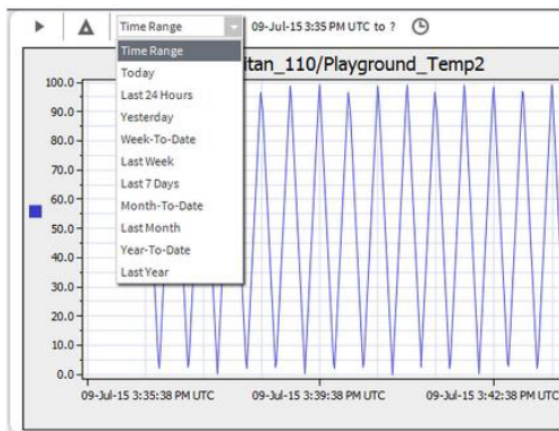 Time Range 09-Jul-15 3:35 PM UTC to ?
itan_110/Playground_Temp2
Time Range
Today
Last 24 Hours
Yesterday
Week-To-Date
Last Week
Last 7 Days
Month-To-Date
Last Month
Year-To-Date
Last Year
100.0
90.0
80.0
70.0
60.0
50.0
40.0
30.0
20.0
10.0
0.0
09-Jul-15 3:35:38 PM UTC 09-Jul-15 3:39:38 PM UTC 09-Jul-15 3:42:38 PM UTC